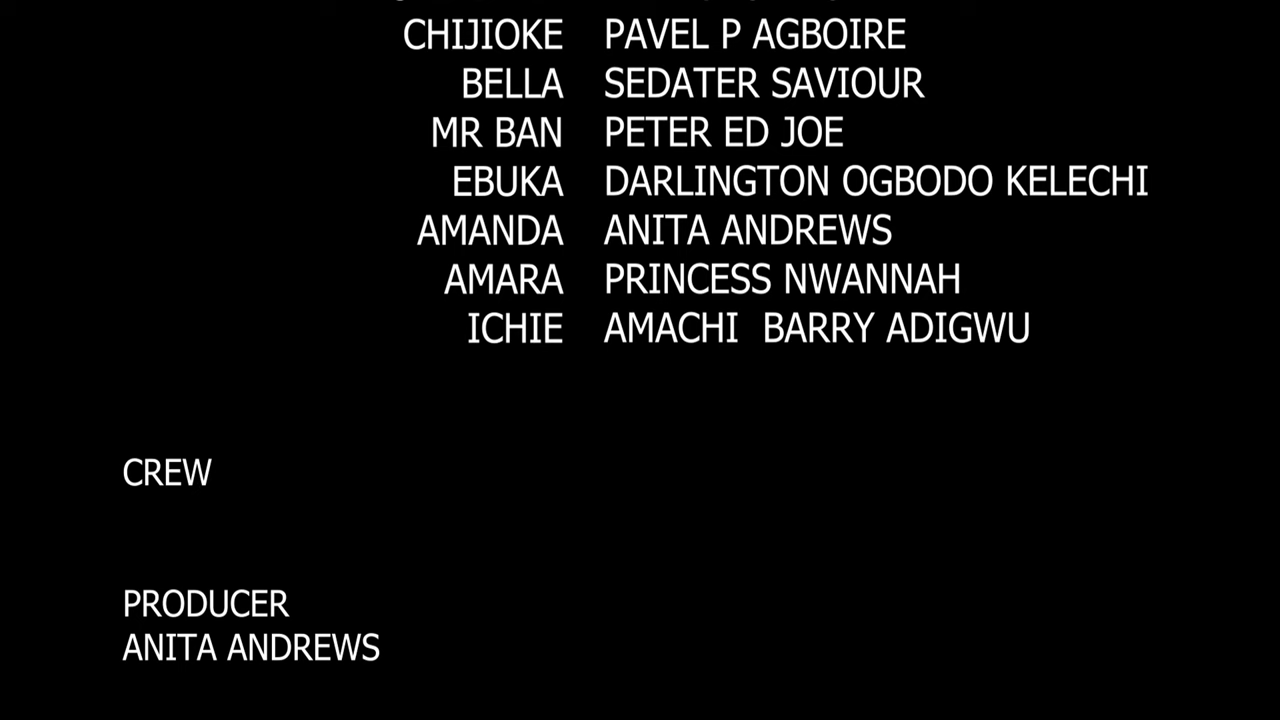 CHIJIOKE PAVEL P AGBOIRE
BELLA SEDATER SAVIOUR
MR BAN PETER ED JOE
EBUKA DARLINGTON OGBODO KELECHI
AMANDA ANITA ANDREWS
AMARA PRINCESS NWANNAH
ICHIE AMACHI  BARRY ADIGWU
CREW
PRODUCER
ANITA ANDREWS